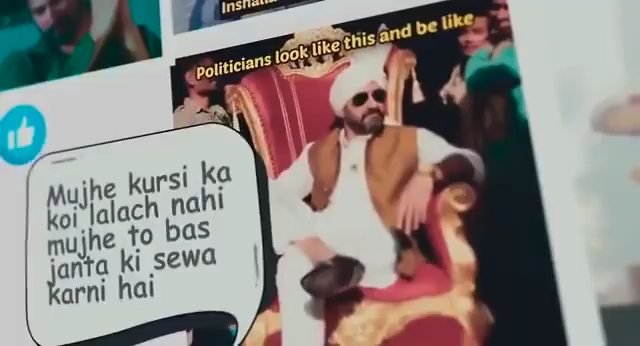 Inshalla
Politicians look like this and be like
Mujhe kursi ka
koi lalach nahi
mujhe to bas
janta ki sewa
karni hai